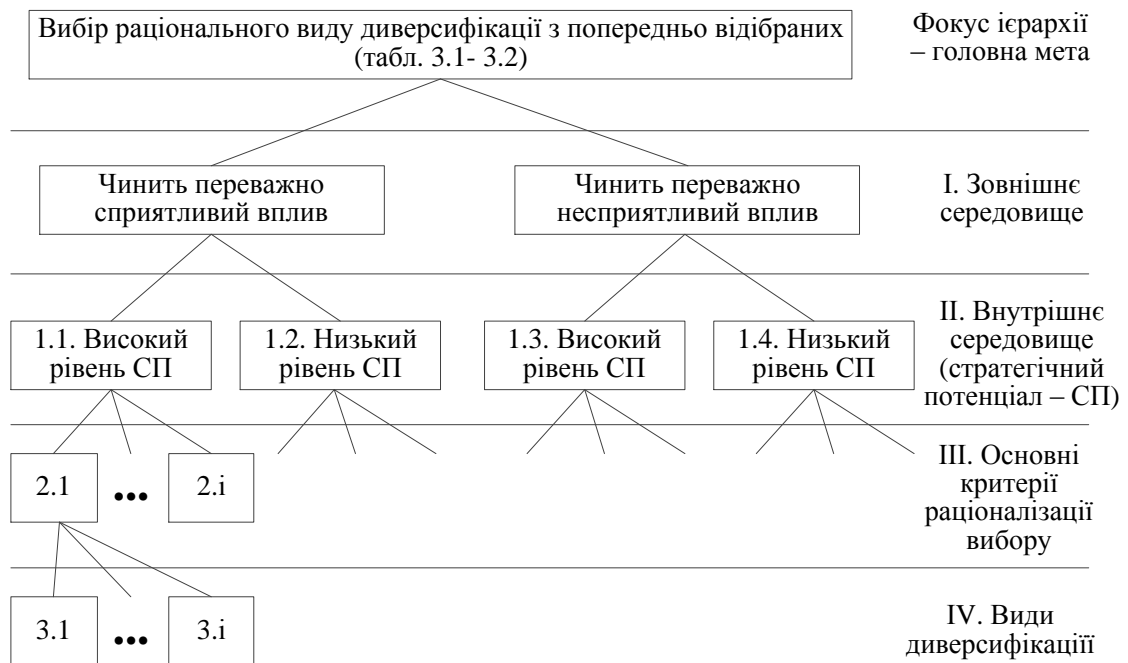 Вибір раціонального виду диверсифікації з попередньо відібраних
(табл. 3.1- 3.2)
Фокус ієрархії
– головна мета
Чинить переважно
сприятливий вплив
Чинить переважно
несприятливий вплив
I. Зовнішнє
середовище
1.1. Високий
рівень СП
1.2. Низький
рівень СП
1.3. Високий
рівень СП
1.4. Низький
рівень СП
II. Внутрішнє
середовище
(стратегічний
потенціал – СП)
2.1
...
2.i
III. Основні
критерії
раціоналізації
вибору
3.1
...
3.i
IV. Види
диверсифікаціїї